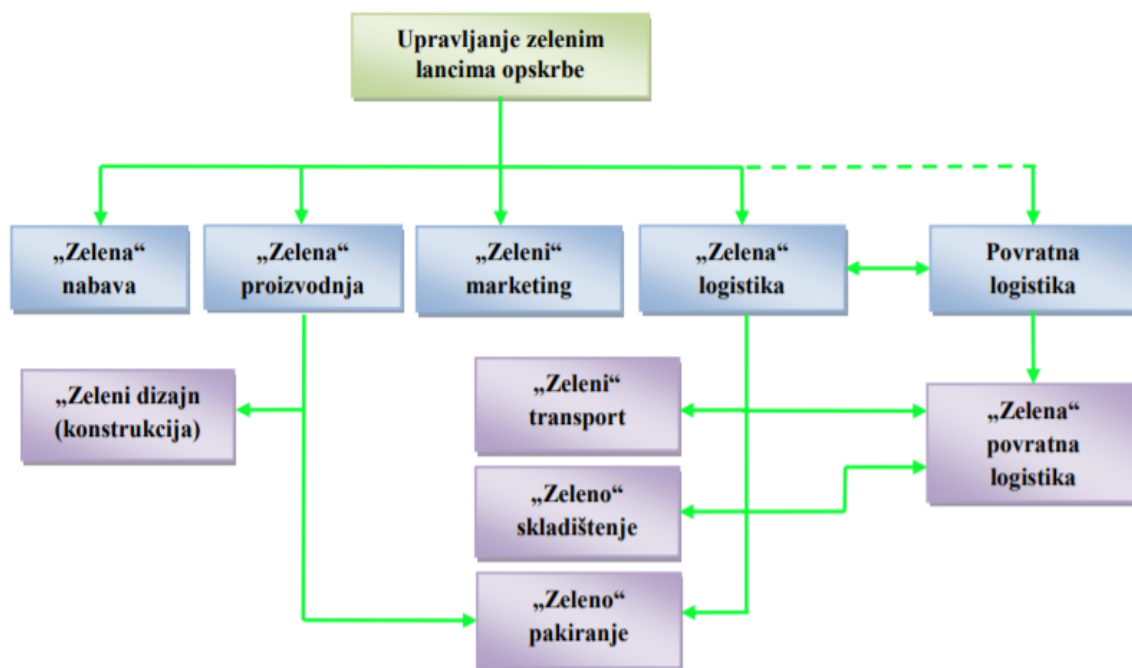 Upravljanje zelenim
lancima opskrbe
„Zelena“
nabava
„Zelena“
proizvodnja
„Zeleni“
marketing
„Zelena“
logistika
Povratna
logistika
„Zeleni dizajn
(konstrukcija)
„Zeleni“
transport
„Zelena“
povratna
logistika
„Zeleno“
skladištenje
„Zeleno“
pakiranje